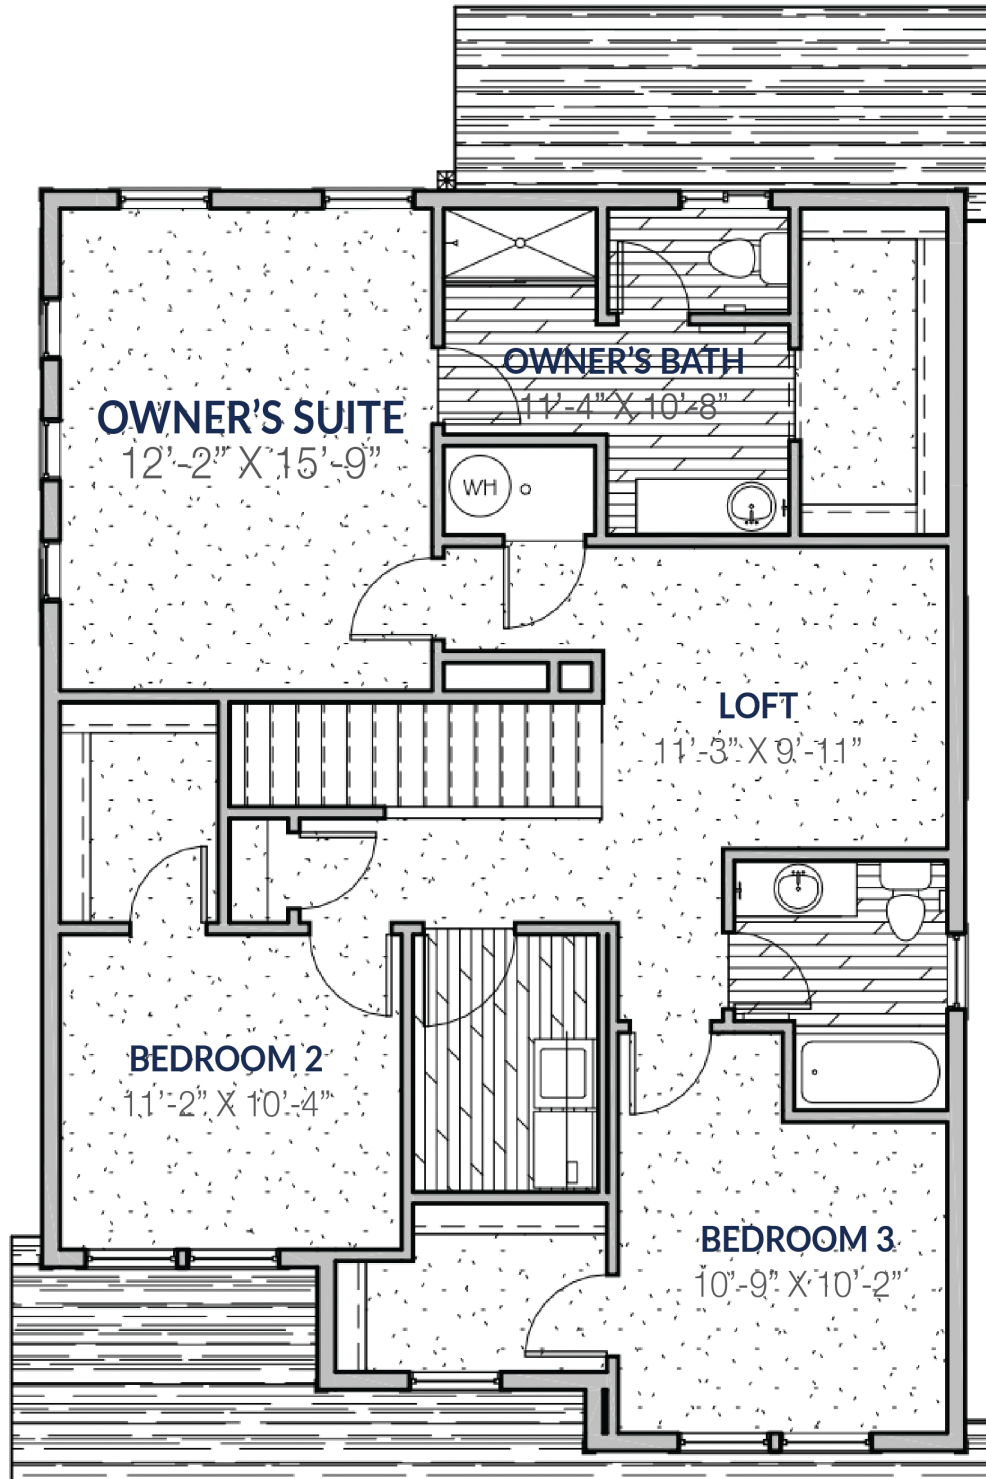 OWNER’S BATH
11’-4” X 10’-8”
OWNER’S SUITE
12’-2” X 15’-9”
WH
LOFT
11’-3” X 9’-11”
BEDROOM 2
11’-2” X 10’-4”
BEDROOM 3
10’-9” X 10’-2”